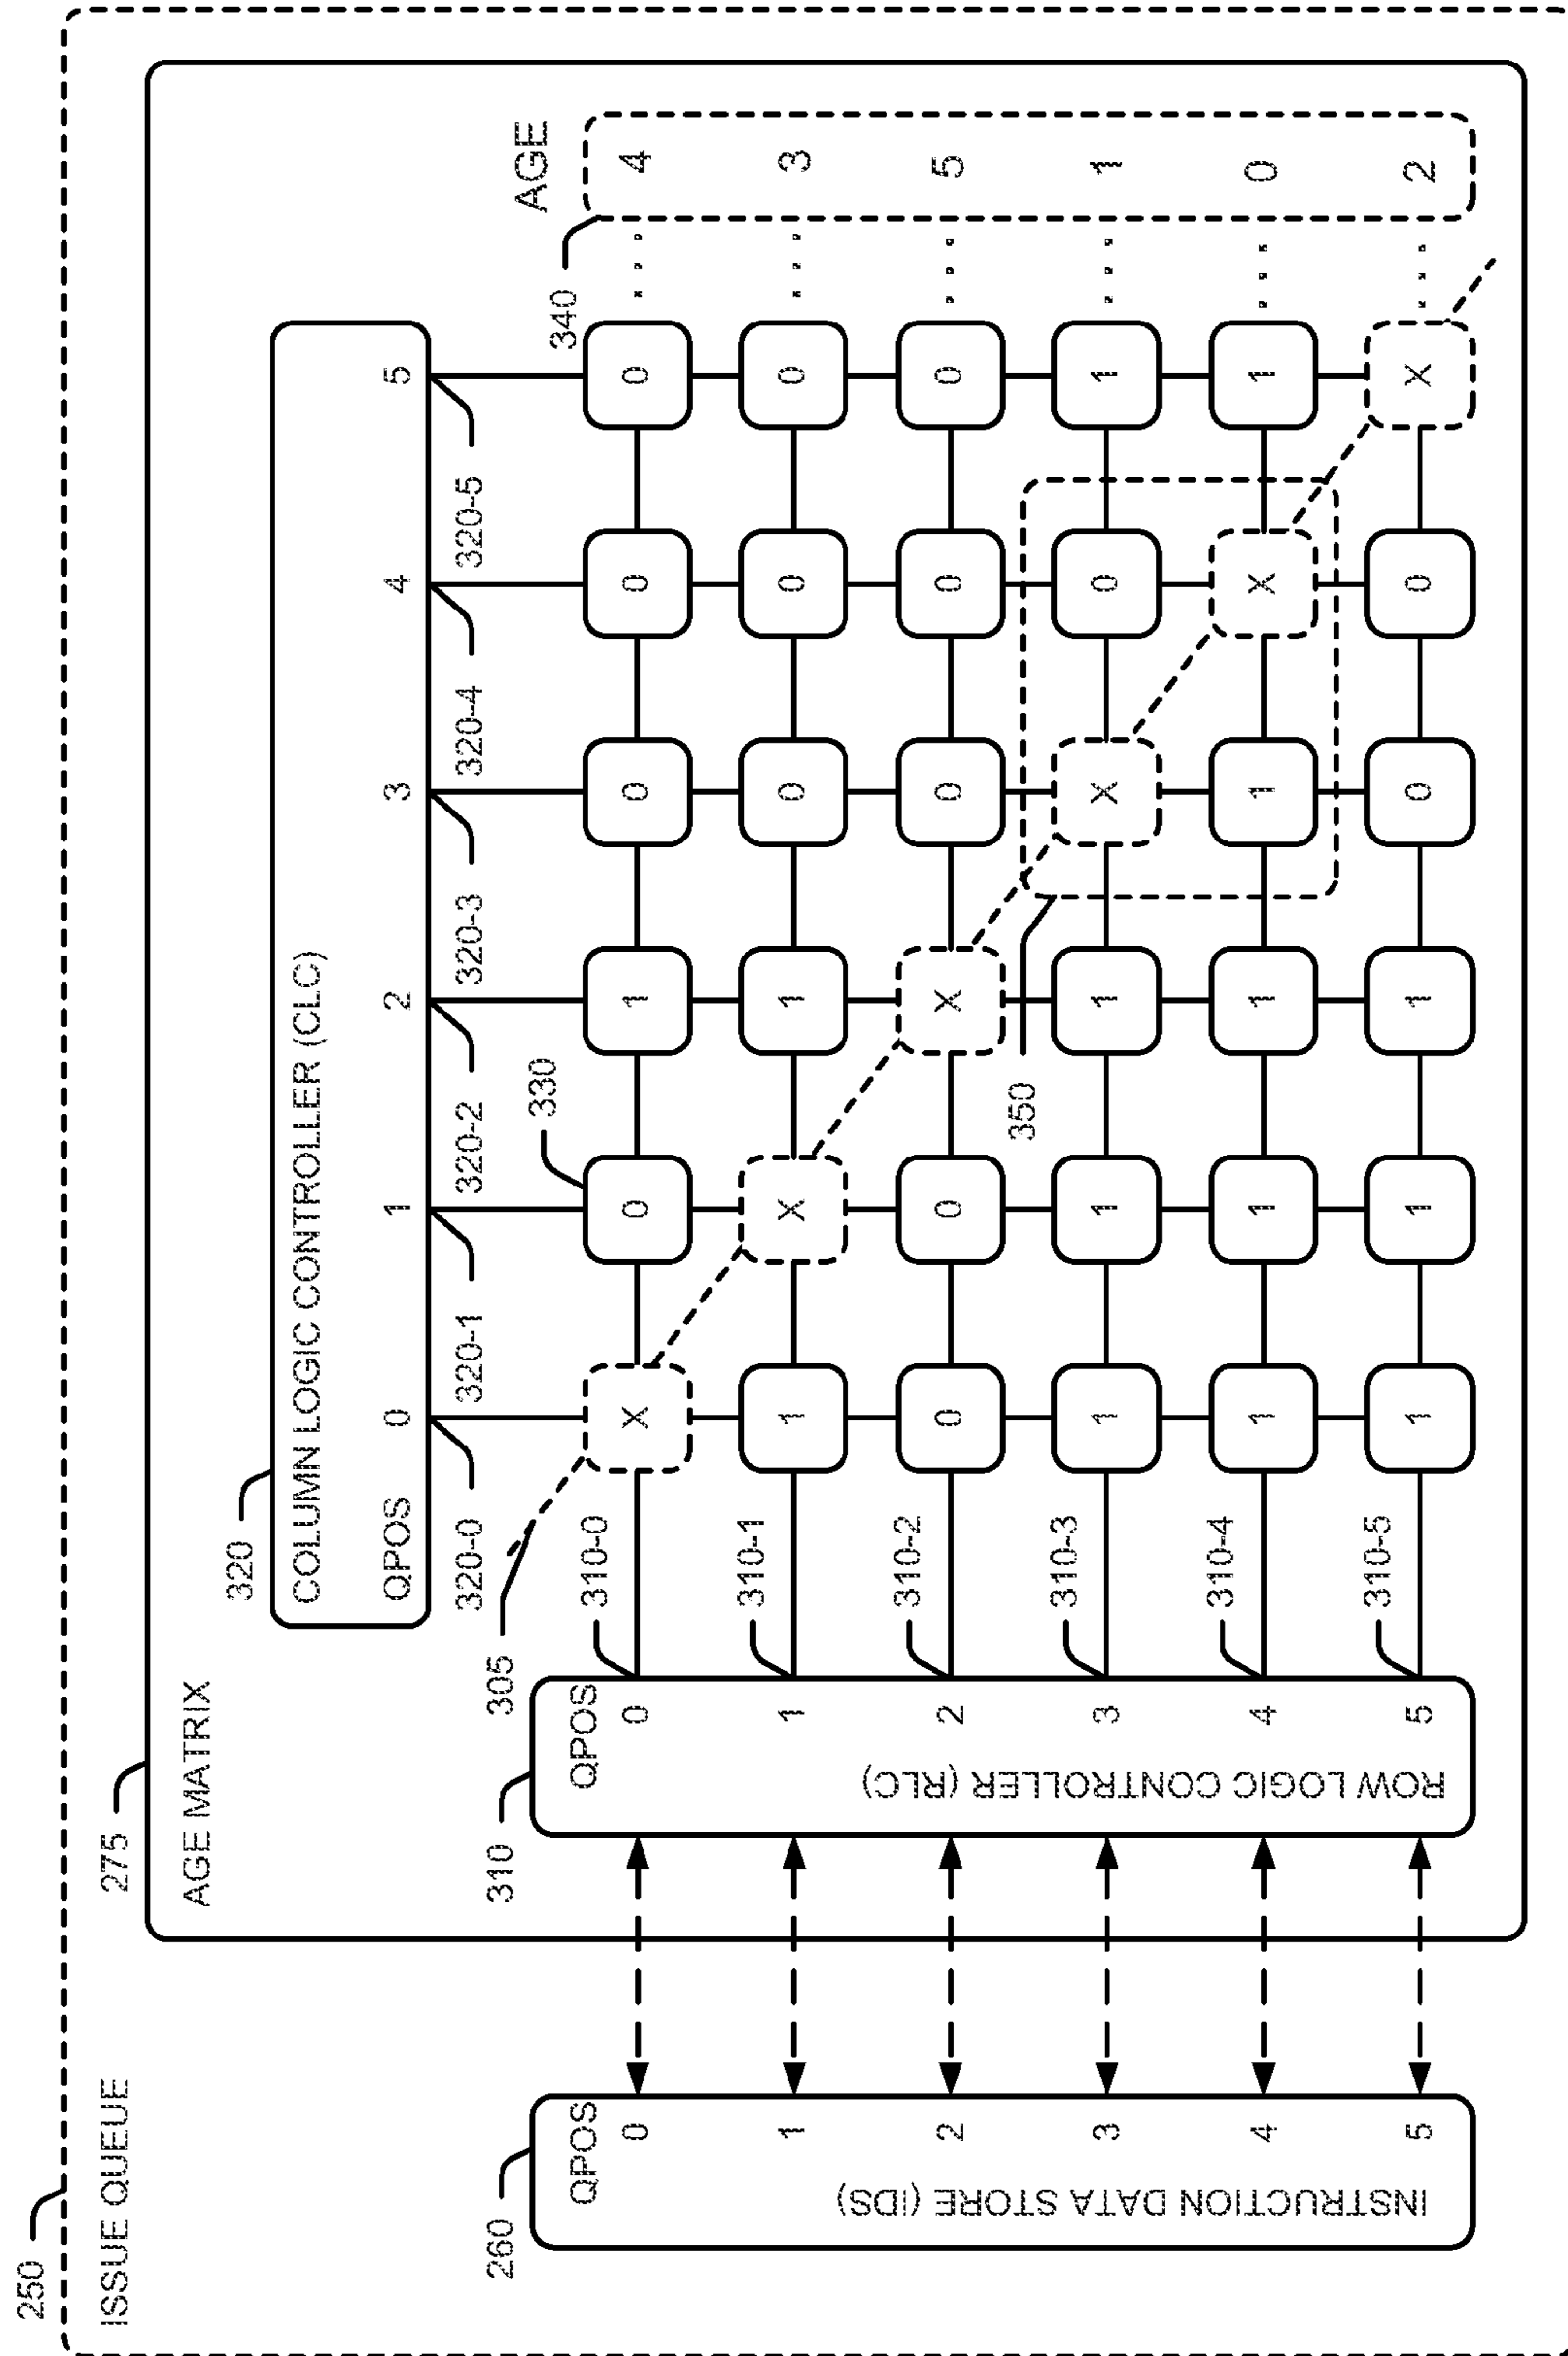 250
ISSUE QUEUE
275
AGE MATRIX
320
COLUMN LOGIC CONTROLLER (CLC)
QPOS 0 1 2 3 4 5
320-0 320-1 320-2 320-3 320-4 320-5
305
330
340
AGE
260
QPOS
0
1
2
3
4
5
INSTRUCTION DATA STORE (IDS)
310
QPOS
0
1
2
3
4
5
ROW LOGIC CONTROLLER (RLC)
310-0
X 0 1 0 0 0 ... 4
310-1
1 X 1 0 0 0 ... 3
310-2
0 0 X 0 0 0 ... 5
350
310-3
1 1 1 X 0 1 ... 1
310-4
1 1 1 1 X 1 ... 0
310-5
1 1 1 0 0 X ... 2